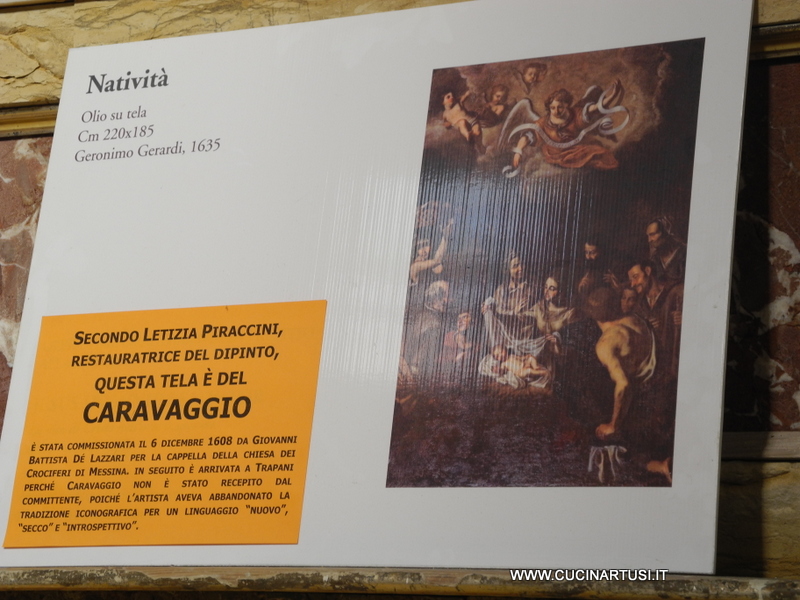 Natività
Olio su tela
Cm 220x185
Geronimo Gerardi, 1635
SECONDO LETIZIA PIRACCINI,
RESTAURATRICE DEL DIPINTO,
QUESTA TELA È DEL
CARAVAGGIO
È STATA COMMISSIONATA IL 6 DICEMBRE 1608 DA GIOVANNI
BATTISTA DÉ LAZZARI PER LA CAPPELLA DELLA CHIESA DEI
CROCIFERI DI MESSINA. IN SEGUITO È ARRIVATA A TRAPANI
PERCHÉ CARAVAGGIO NON È STATO RECEPITO DAL
COMMITTENTE, POICHÉ L'ARTISTA AVEVA ABBANDONATO LA
TRADIZIONE ICONOGRAFICA PER UN LINGUAGGIO "NUOVO",
"SECCO" E "INTROSPETTIVO".
WWW.CUCINARTUSI.IT